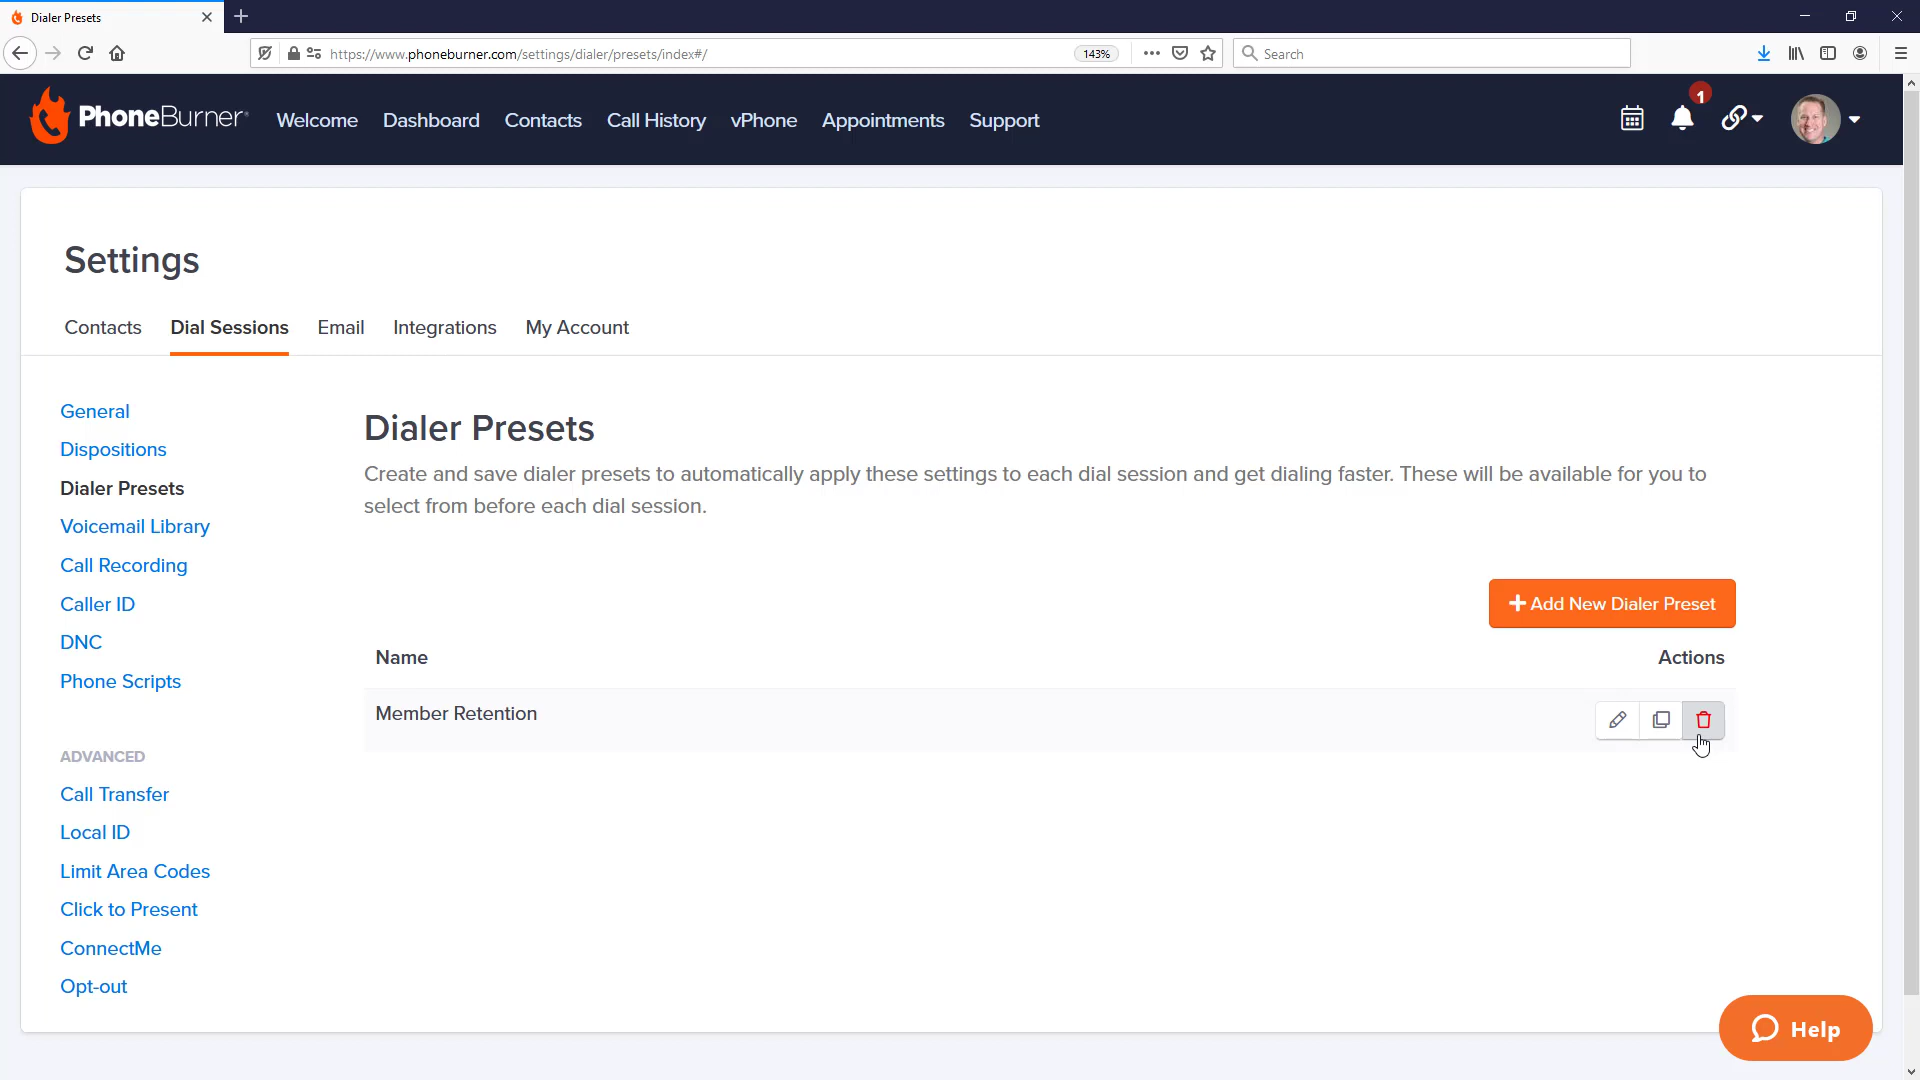 Dialer Presets
https://www.phoneburner.com/settings/dialer/presets/index#/
143%
Search
PhoneBurner
Welcome
Dashboard
Contacts
Call History
vPhone
Appointments
Support
1
Settings
Contacts
Dial Sessions
Email
Integrations
My Account
General
Dispositions
Dialer Presets
Voicemail Library
Call Recording
Caller ID
DNC
Phone Scripts
ADVANCED
Call Transfer
Local ID
Limit Area Codes
Click to Present
ConnectMe
Opt-out
Dialer Presets
Create and save dialer presets to automatically apply these settings to each dial session and get dialing faster. These will be available for you to
select from before each dial session.
Add New Dialer Preset
Name
Actions
Member Retention
Help